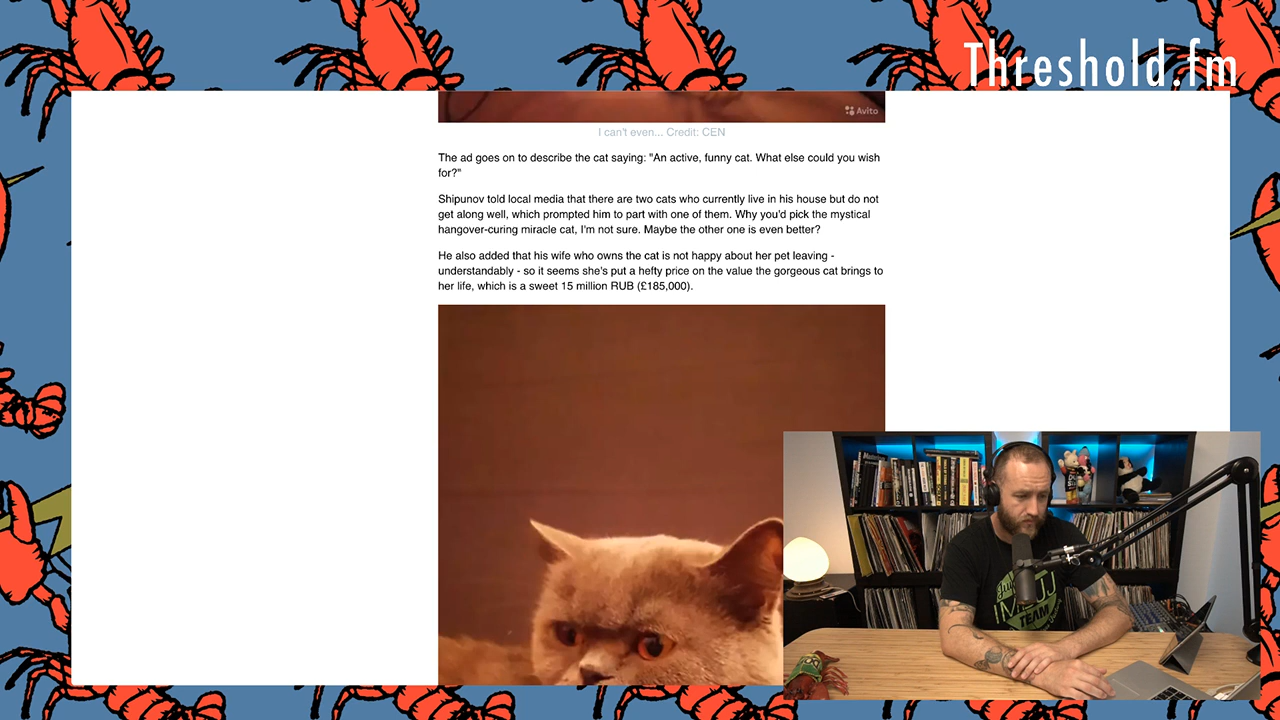 Threshold.fm
Avito
I can't even... Credit: CEN
The ad goes on to describe the cat saying: "An active, funny cat. What else could you wish
for?"
Shipunov told local media that there are two cats who currently live in his house but do not
get along well, which prompted him to part with one of them. Why you'd pick the mystical
hangover-curing miracle cat, I'm not sure. Maybe the other one is even better?
He also added that his wife who owns the cat is not happy about her pet leaving -
understandably - so it seems she's put a hefty price on the value the gorgeous cat brings to
her life, which is a sweet 15 million RUB (£185,000).
TEAM